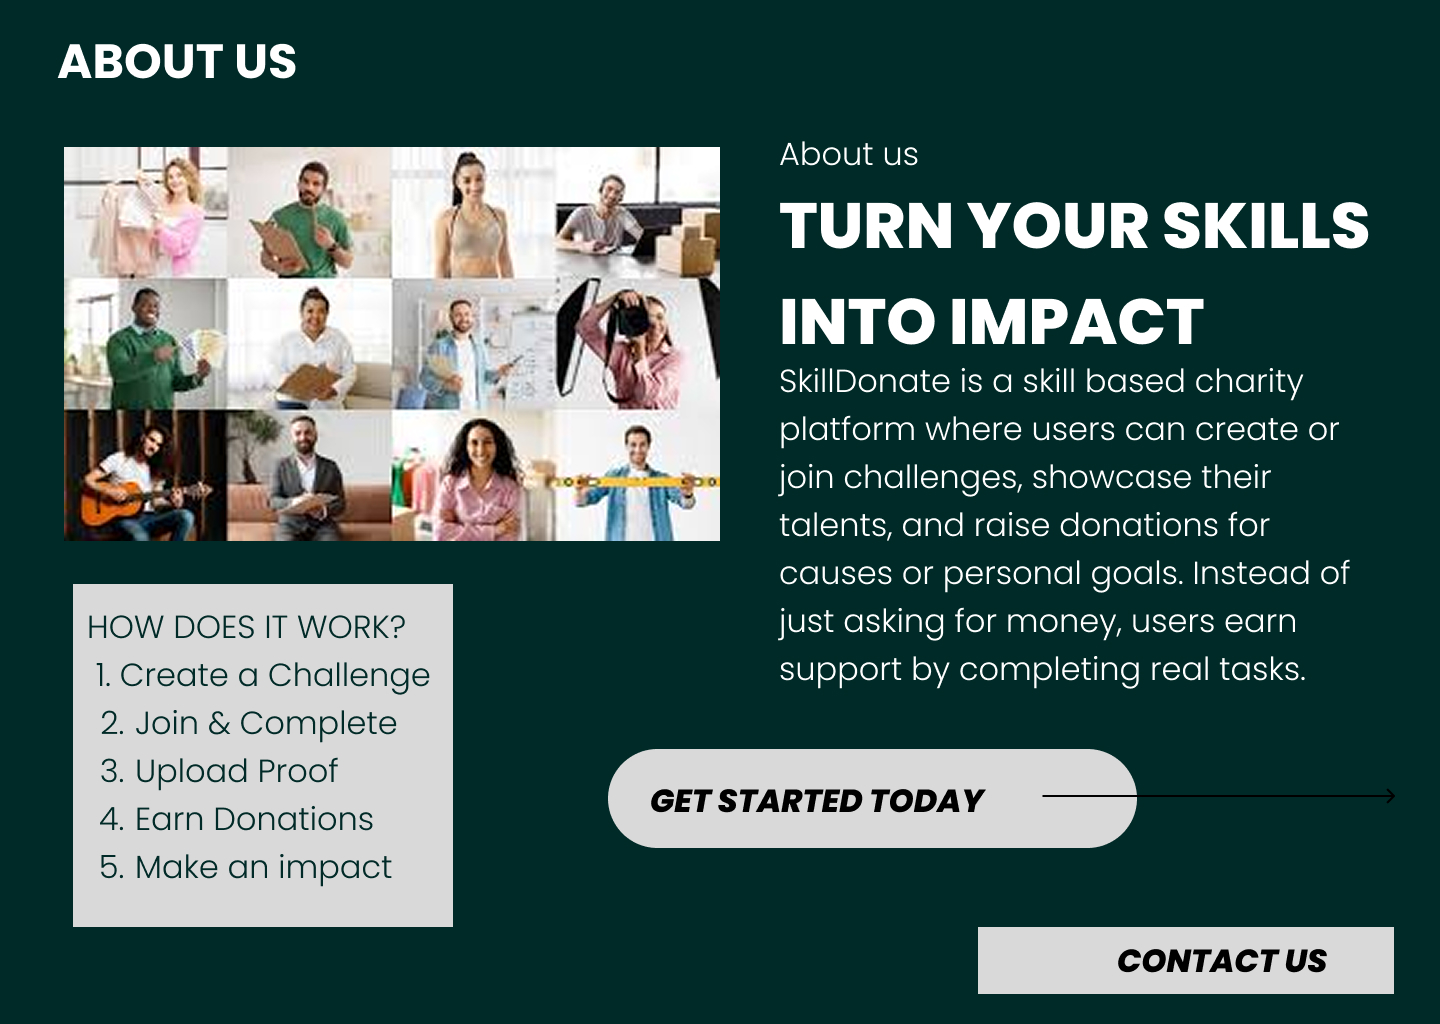 ABOUT US
About us
TURN YOUR SKILLS
INTO IMPACT
SkillDonate is a skill based charity
platform where users can create or
join challenges, showcase their
talents, and raise donations for
causes or personal goals. Instead of
just asking for money, users earn
support by completing real tasks.
HOW DOES IT WORK?
1. Create a Challenge
2. Join & Complete
3. Upload Proof
4. Earn Donations
5. Make an impact
GET STARTED TODAY
CONTACT US